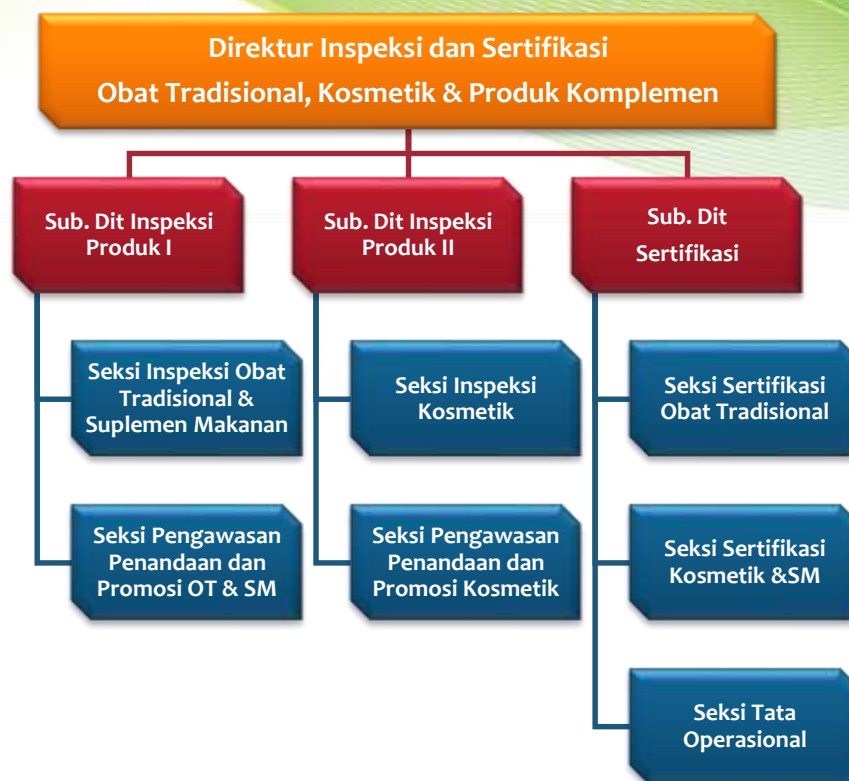 Direktur Inspeksi dan Sertifikasi
Obat Tradisional, Kosmetik & Produk Komplemen
Sub. Dit Inspeksi
Produk I
Sub. Dit Inspeksi
Produk II
Sub. Dit
Sertifikasi
Seksi Inspeksi Obat
Tradisional &
Suplemen Makanan
Seksi Inspeksi
Kosmetik
Seksi Sertifikasi
Obat Tradisional
Seksi Pengawasan
Penandaan dan
Promosi OT & SM
Seksi Pengawasan
Penandaan dan
Promosi Kosmetik
Seksi Sertifikasi
Kosmetik &SM
Seksi Tata
Operasional